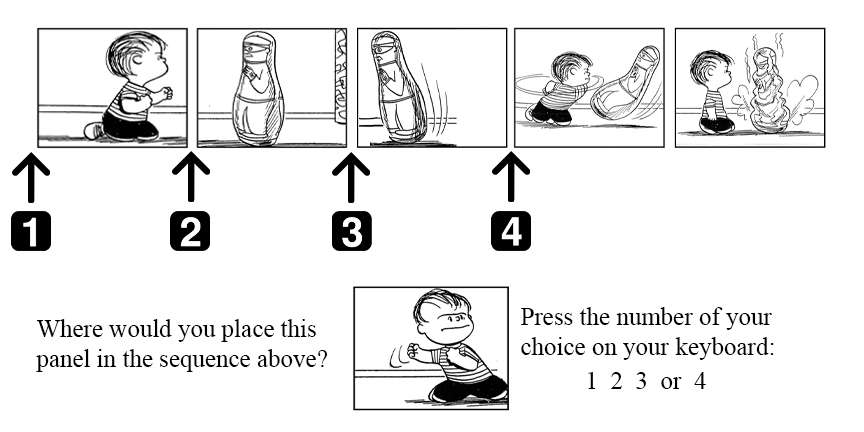 1
2
3
4
Where would you place this
panel in the sequence above?
Press the number of your
choice on your keyboard:
1 2 3 or 4